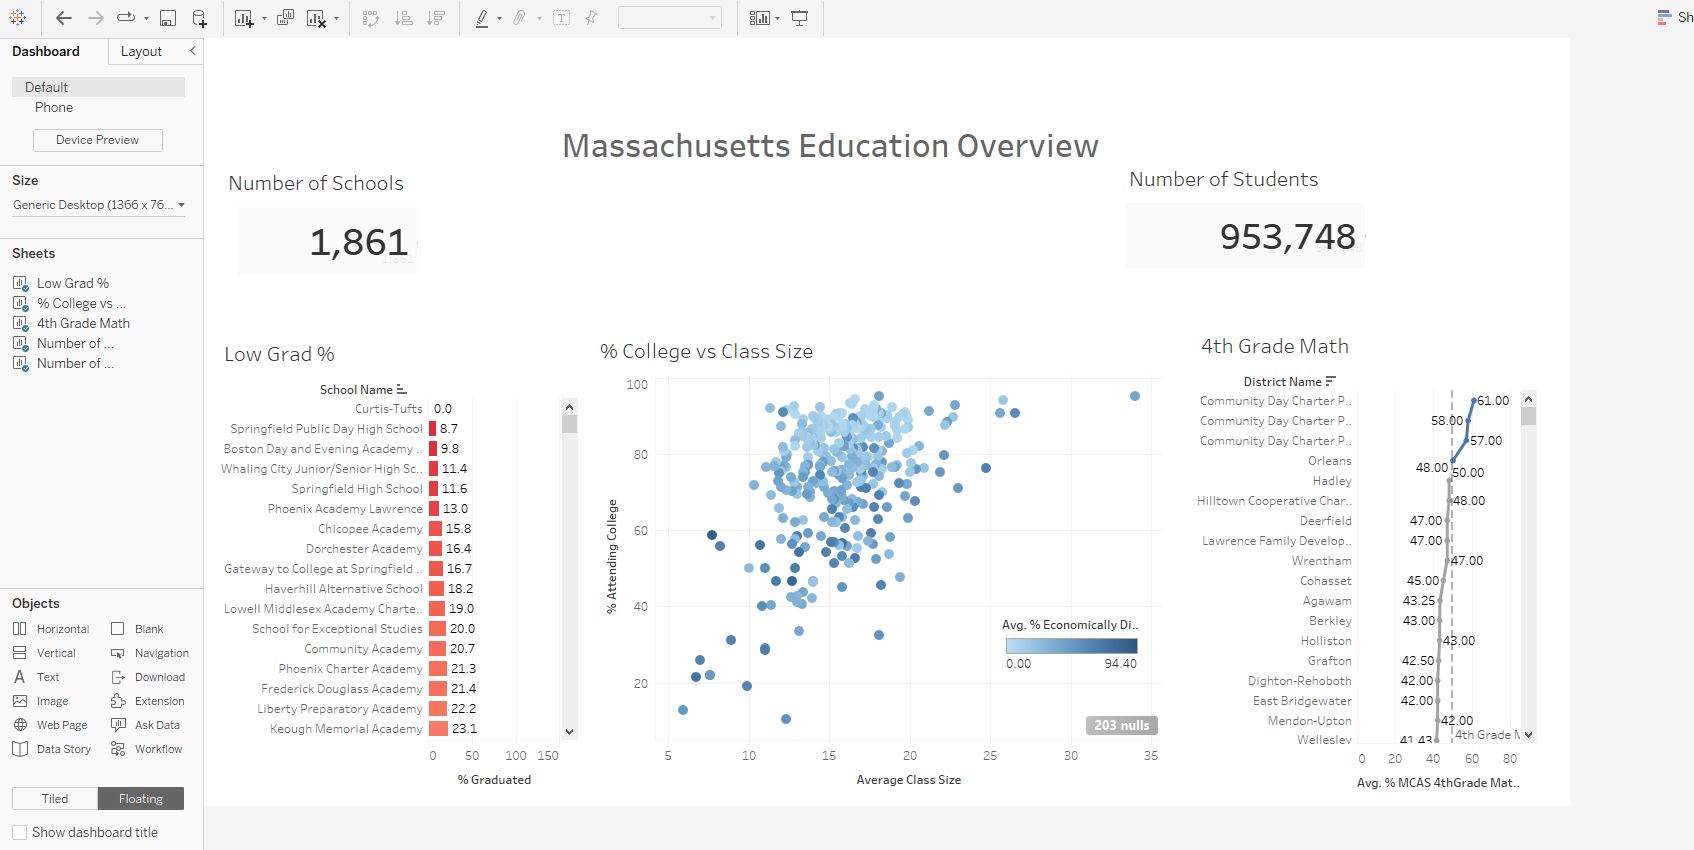 Sh
Dashboard
Layout
Default
Phone
Device Preview
Size
Generic Desktop (1366 x 76...
Sheets
Low Grad %
% College vs ...
4th Grade Math
Number of ...
Number of ...
Objects
Horizontal
Blank
Vertical
Navigation
A Text
Download
Image
Extension
Web Page
Ask Data
Data Story
Workflow
Tiled
Floating
Show dashboard title
Massachusetts Education Overview
Number of Schools
1,861
Number of Students
953,748
Low Grad %
School Name
Curtis-Tufts 0.0
Springfield Public Day High School 8.7
Boston Day and Evening Academy .. 9.8
Whaling City Junior/Senior High Sc.. 11.4
Springfield High School 11.6
Phoenix Academy Lawrence 13.0
Chicopee Academy 15.8
Dorchester Academy 16.4
Gateway to College at Springfield .. 16.7
Haverhill Alternative School 18.2
Lowell Middlesex Academy Charte.. 19.0
School for Exceptional Studies 20.0
Community Academy 20.7
Phoenix Charter Academy 21.3
Frederick Douglass Academy 21.4
Liberty Preparatory Academy 22.2
Keough Memorial Academy 23.1
0 50 100 150
% Graduated
% College vs Class Size
% Attending College
100
80
60
40
20
Avg. % Economically Di..
0.00 94.40
203 nulls
5 10 15 20 25 30 35
Average Class Size
4th Grade Math
District Name
Community Day Charter P.. 61.00
Community Day Charter P.. 58.00
Community Day Charter P.. 57.00
Orleans 48.00 50.00
Hadley
Hilltown Cooperative Char.. 48.00
Deerfield 47.00
Lawrence Family Develop.. 47.00
Wrentham 47.00
Cohasset 45.00
Agawam 43.25
Berkley 43.00
Holliston 43.00
Grafton 42.50
Dighton-Rehoboth 42.00
East Bridgewater 42.00
Mendon-Upton 42.00
Wellesley 41.43
4th Grade M
0 20 40 60 80
Avg. % MCAS 4thGrade Mat..